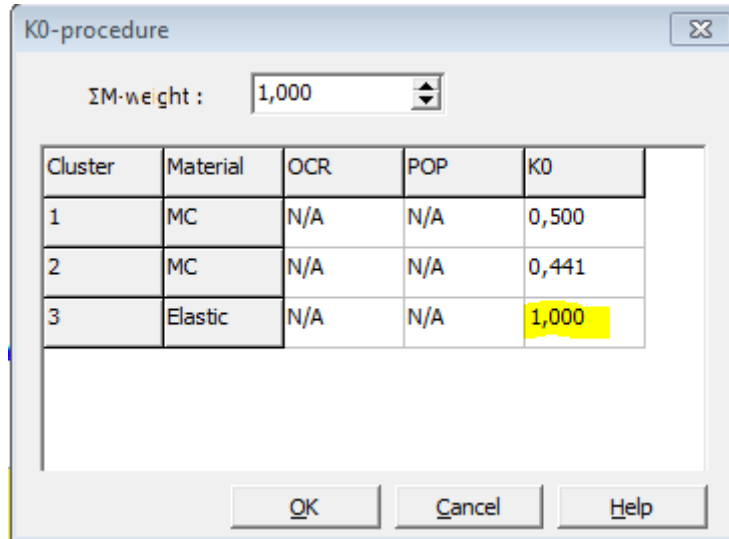 K0-procedure
ΣM-weight : 1,000
Cluster Material OCR POP K0
1 MC N/A N/A 0,500
2 MC N/A N/A 0,441
3 Elastic N/A N/A 1,000
OK Cancel Help